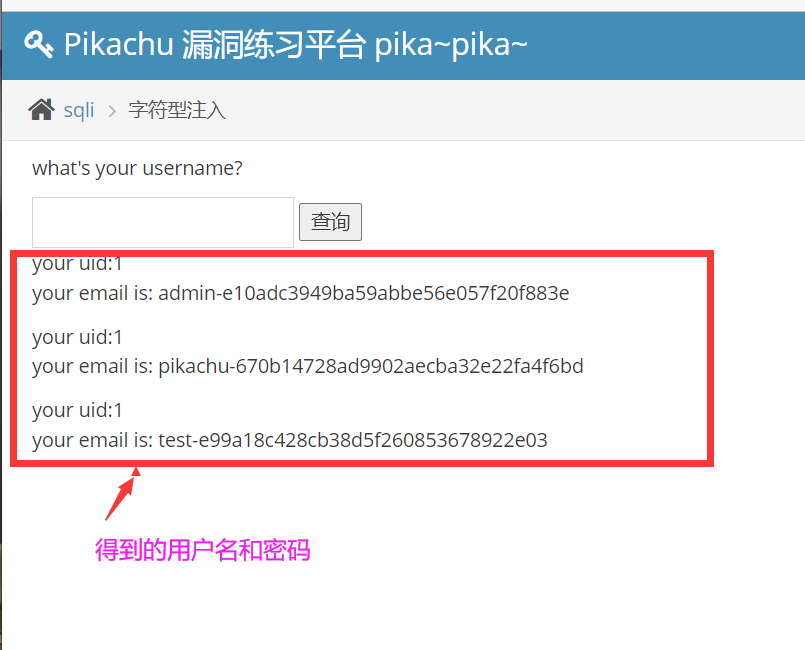 Pikachu 漏洞练习平台 pika~pika~
sqli > 字符型注入
what's your username?
查询
your uid:1
your email is: admin-e10adc3949ba59abbe56e057f20f883e
your uid:1
your email is: pikachu-670b14728ad9902aecba32e22fa4f6bd
your uid:1
your email is: test-e99a18c428cb38d5f260853678922e03
得到的用户名和密码